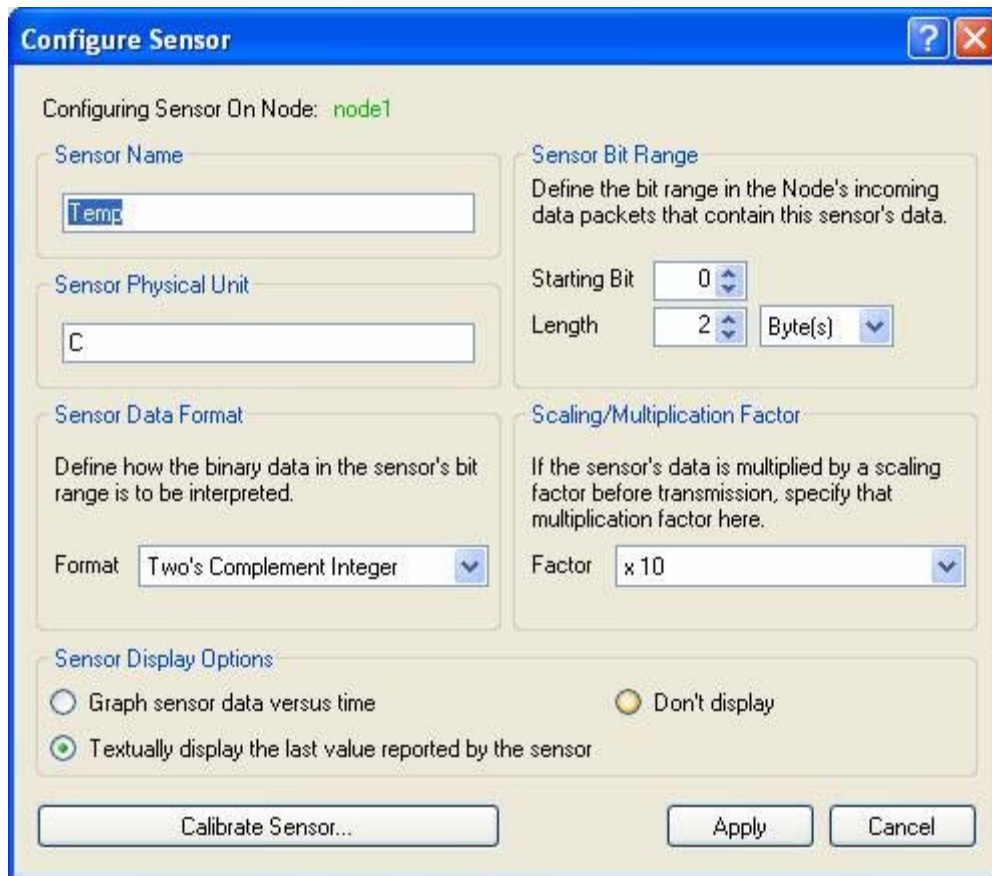 Configure Sensor
Configuring Sensor On Node: node1
Sensor Name
Temp
Sensor Physical Unit
C
Sensor Bit Range
Define the bit range in the Node's incoming
data packets that contain this sensor's data.
Starting Bit 0
Length 2 Byte(s)
Sensor Data Format
Define how the binary data in the sensor's bit
range is to be interpreted.
Format Two's Complement Integer
Scaling/Multiplication Factor
If the sensor's data is multiplied by a scaling
factor before transmission, specify that
multiplication factor here.
Factor x 10
Sensor Display Options
Graph sensor data versus time
Don't display
Textually display the last value reported by the sensor
Calibrate Sensor...
Apply
Cancel